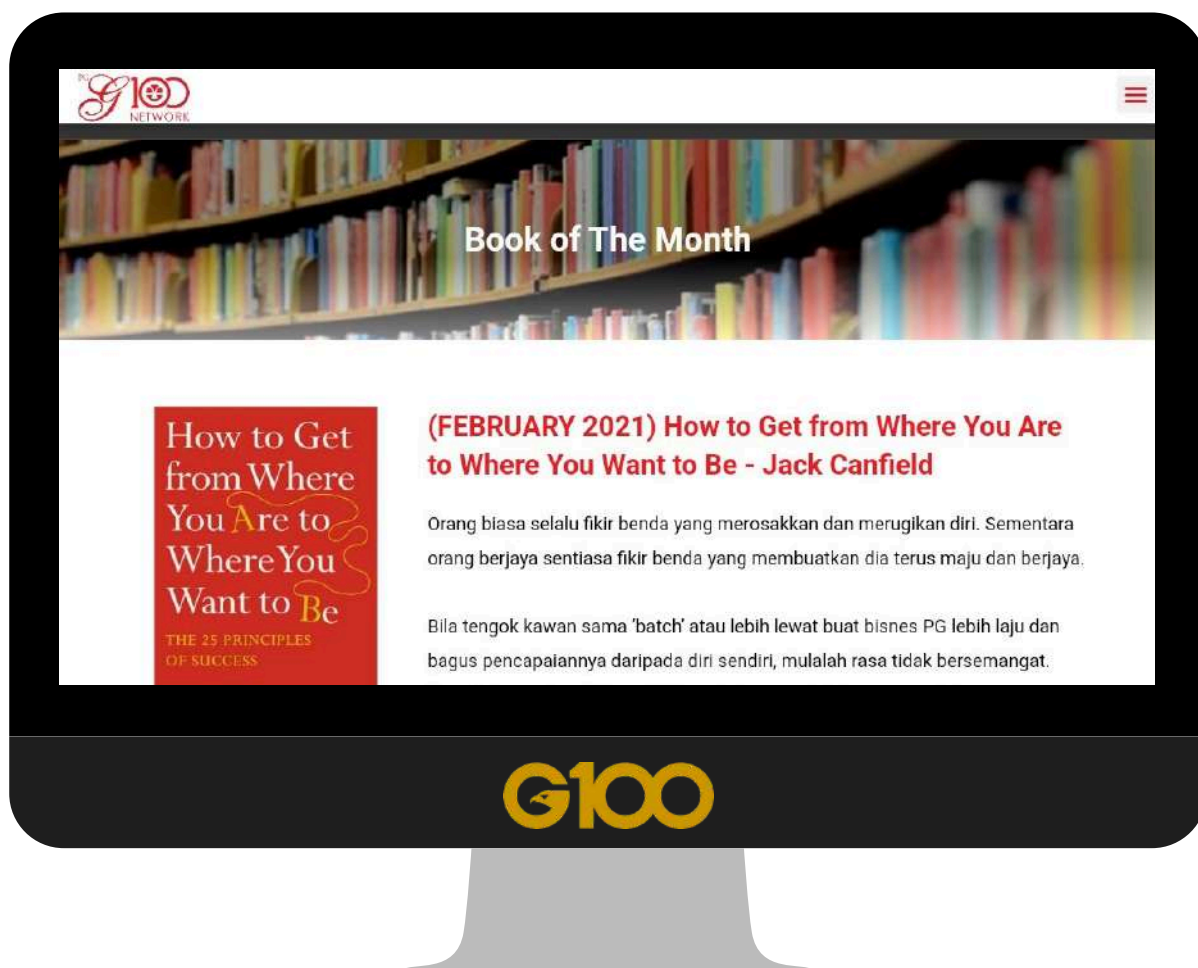 PG G100
NETWORK
Book of The Month
How to Get
from Where
You Are to
Where You
Want to Be
THE 25 PRINCIPLES
OF SUCCESS
(FEBRUARY 2021) How to Get from Where You Are
to Where You Want to Be - Jack Canfield
Orang biasa selalu fikir benda yang merosakkan dan merugikan diri. Sementara
orang berjaya sentiasa fikir benda yang membuatkan dia terus maju dan berjaya.
Bila tengok kawan sama 'batch' atau lebih lewat buat bisnes PG lebih laju dan
bagus pencapaiannya daripada diri sendiri, mulalah rasa tidak bersemangat.
G100